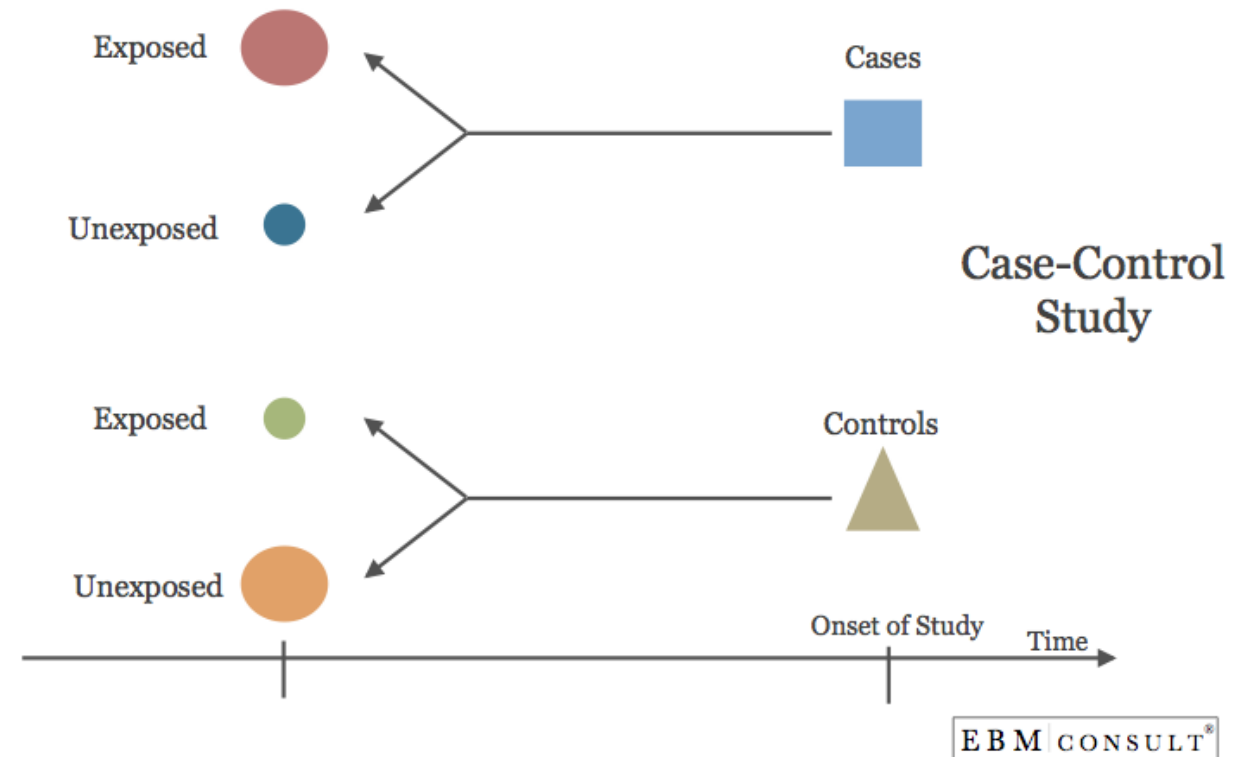 Exposed
Cases
Unexposed
Case-Control
Study
Exposed
Controls
Unexposed
Onset of Study
Time
EBM CONSULT®